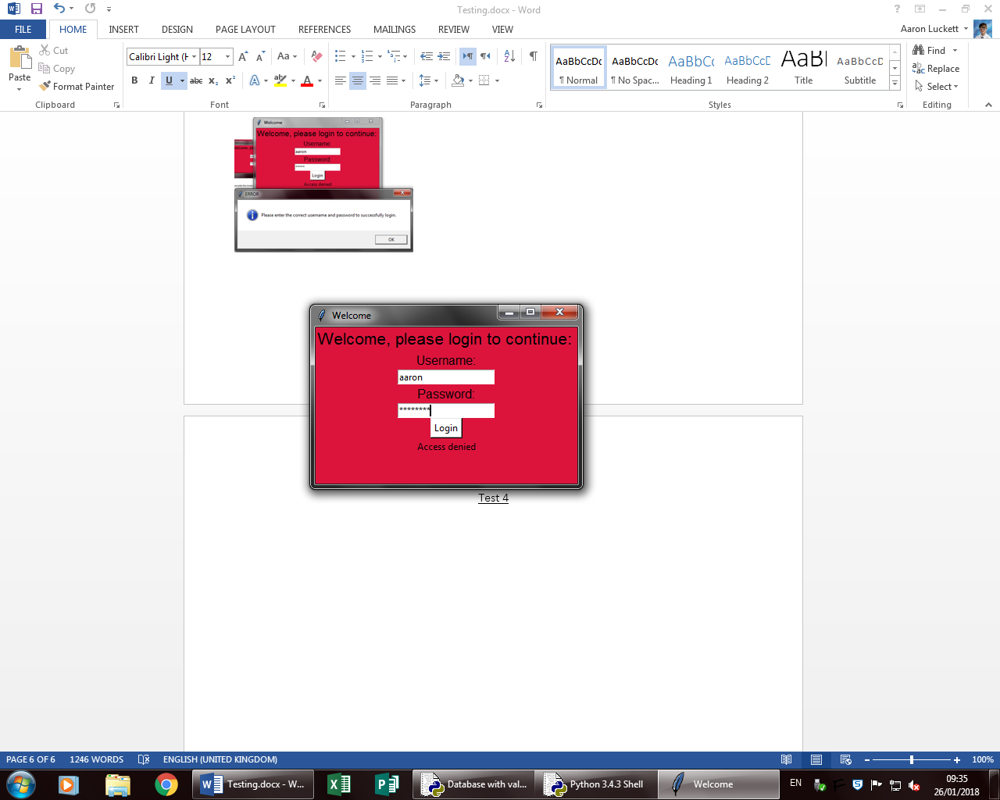 Testing.docx - Word
FILE
HOME
INSERT
DESIGN
PAGE LAYOUT
REFERENCES
MAILINGS
REVIEW
VIEW
Aaron Luckett
Paste
Cut
Copy
Format Painter
Clipboard
Calibri Light (H
12
Font
Paragraph
AaBbCcDc
¶ Normal
AaBbCcDc
¶ No Spac...
AaBbCc
Heading 1
AaBbCcD
Heading 2
AaBl
Title
AaBbCcD
Subtitle
Styles
Find
Replace
Select
Editing
Welcome
Welcome, please login to continue:
Username:
aaron
Password:
*****
Login
Access denied
ERROR
Please enter the correct username and password to successfully login.
OK
Welcome
Welcome, please login to continue:
Username:
aaron
Password:
********
Login
Access denied
Test 4
PAGE 6 OF 6
1246 WORDS
ENGLISH (UNITED KINGDOM)
100%
Testing.docx - W...
Database with val...
Python 3.4.3 Shell
Welcome
EN
09:35
26/01/2018